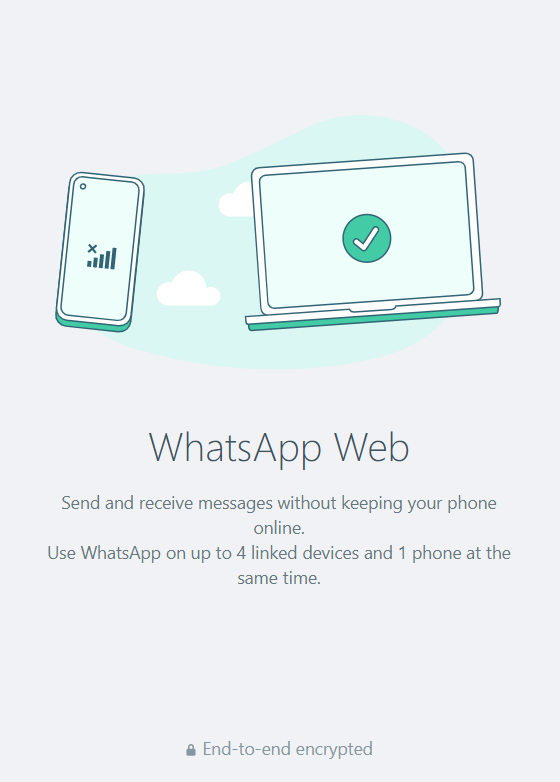 WhatsApp Web
Send and receive messages without keeping your phone
online.
Use WhatsApp on up to 4 linked devices and 1 phone at the
same time.
End-to-end encrypted